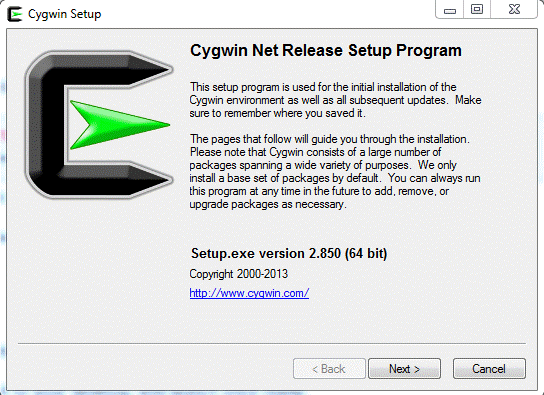 Cygwin Setup
Cygwin Net Release Setup Program
This setup program is used for the initial installation of the
Cygwin environment as well as all subsequent updates.  Make
sure to remember where you saved it.
The pages that follow will guide you through the installation.
Please note that Cygwin consists of a large number of
packages spanning a wide variety of purposes.  We only
install a base set of packages by default.  You can always run
this program at any time in the future to add, remove, or
upgrade packages as necessary.
Setup.exe version 2.850 (64 bit)
Copyright 2000-2013
http://www.cygwin.com/
< Back
Next >
Cancel